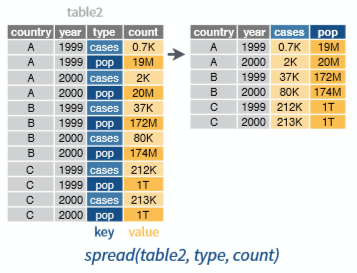 table2
country year type count
A 1999 cases 0.7K
A 1999 pop 19M
A 2000 cases 2K
A 2000 pop 20M
B 1999 cases 37K
B 1999 pop 172M
B 2000 cases 80K
B 2000 pop 174M
C 1999 cases 212K
C 1999 pop 1T
C 2000 cases 213K
C 2000 pop 1T
key value
country year cases pop
A 1999 0.7K 19M
A 2000 2K 20M
B 1999 37K 172M
B 2000 80K 174M
C 1999 212K 1T
C 2000 213K 1T
spread(table2, type, count)